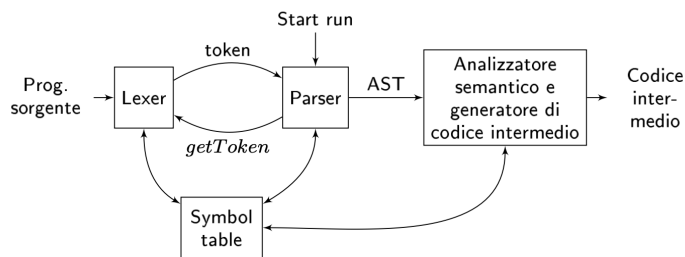 Start run
token
Prog.
sorgente
Lexer
Parser
AST
Analizzatore
semantico e
generatore di
codice intermedio
Codice
inter-
medio
getToken
Symbol
table